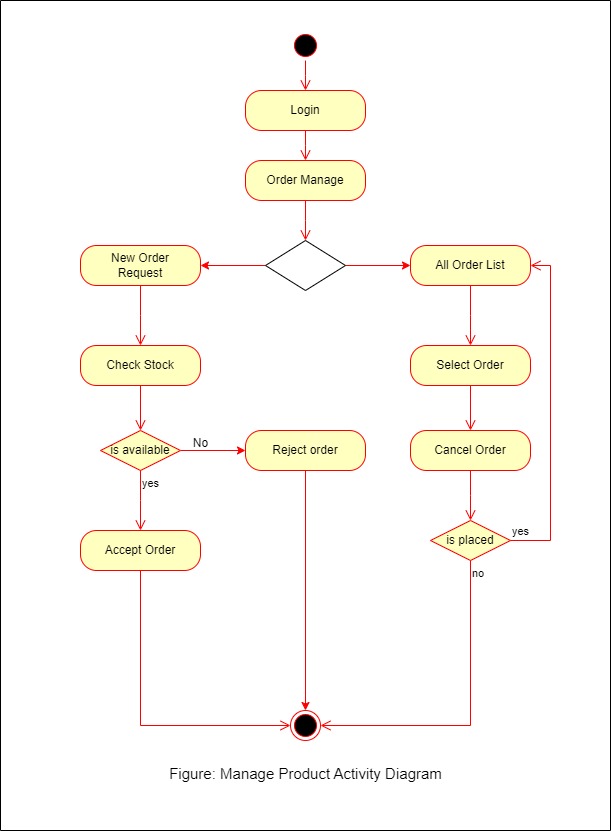 Login
Order Manage
New Order
Request
All Order List
Check Stock
Select Order
is available
No
Reject order
Cancel Order
yes
Accept Order
is placed
yes
no
Figure: Manage Product Activity Diagram